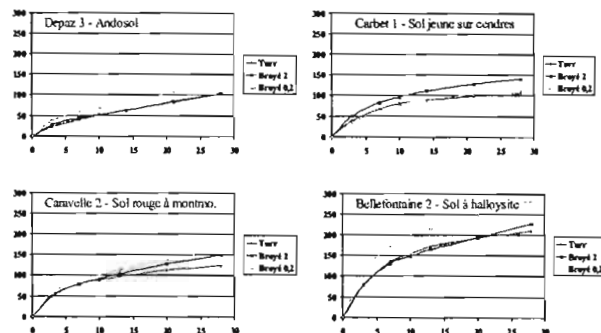 Depaz 3 - Andosol
300
250
200
150
100
50
0
0 5 10 15 20 25 30
Turr
Broyé 2
Broyé 0,2
Carbet 1 - Sol jeune sur cendres
300
250
200
150
100
50
0
0 5 10 15 20 25 30
Turr
Broyé 2
Broyé 0,2
Caravelle 2 - Sol rouge à montmo.
300
250
200
150
100
50
0
0 5 10 15 20 25 30
Turr
Broyé 2
Broyé 0,2
Bellefontaine 2 - Sol à halloysite
300
250
200
150
100
50
0
0 5 10 15 20 25 30
Turr
Broyé 2
Broyé 0,2